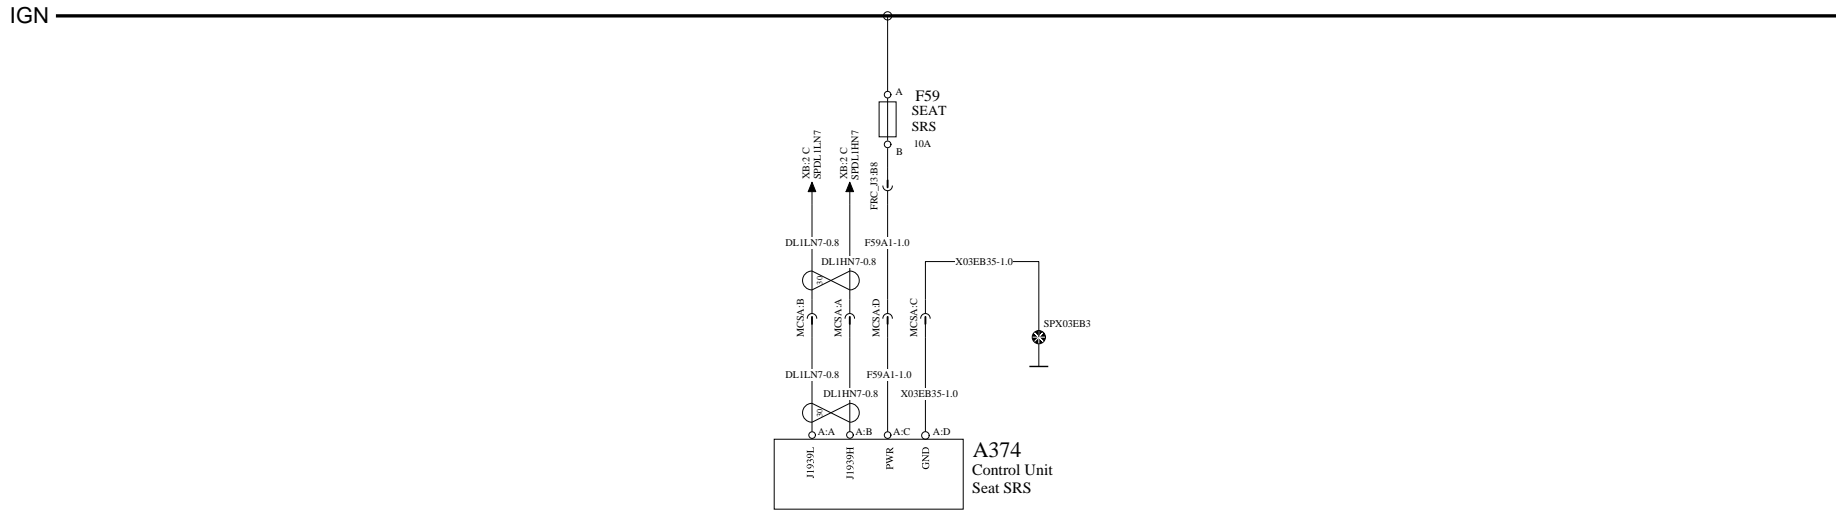 IGN
A
F59
SEAT
SRS
10A
B
XB:2 C
SPDL1LN7
XB:2 C
SPDL1HN7
FRC_J3:B8
DL1LN7-0.8
F59A1-1.0
DL1HN7-0.8
X03EB35-1.0
30
MCSA:B
MCSA:A
MCSA:D
MCSA:C
SPX03EB3
DL1LN7-0.8
F59A1-1.0
DL1HN7-0.8
X03EB35-1.0
30
A:A
A:B
A:C
A:D
J1939L
J1939H
PWR
GND
A374
Control Unit
Seat SRS